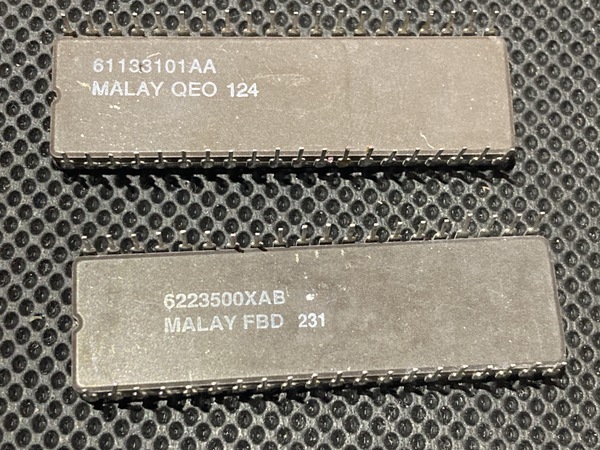 61133101AA
MALAY QEO 124
6223500XAB
MALAY FBD 231